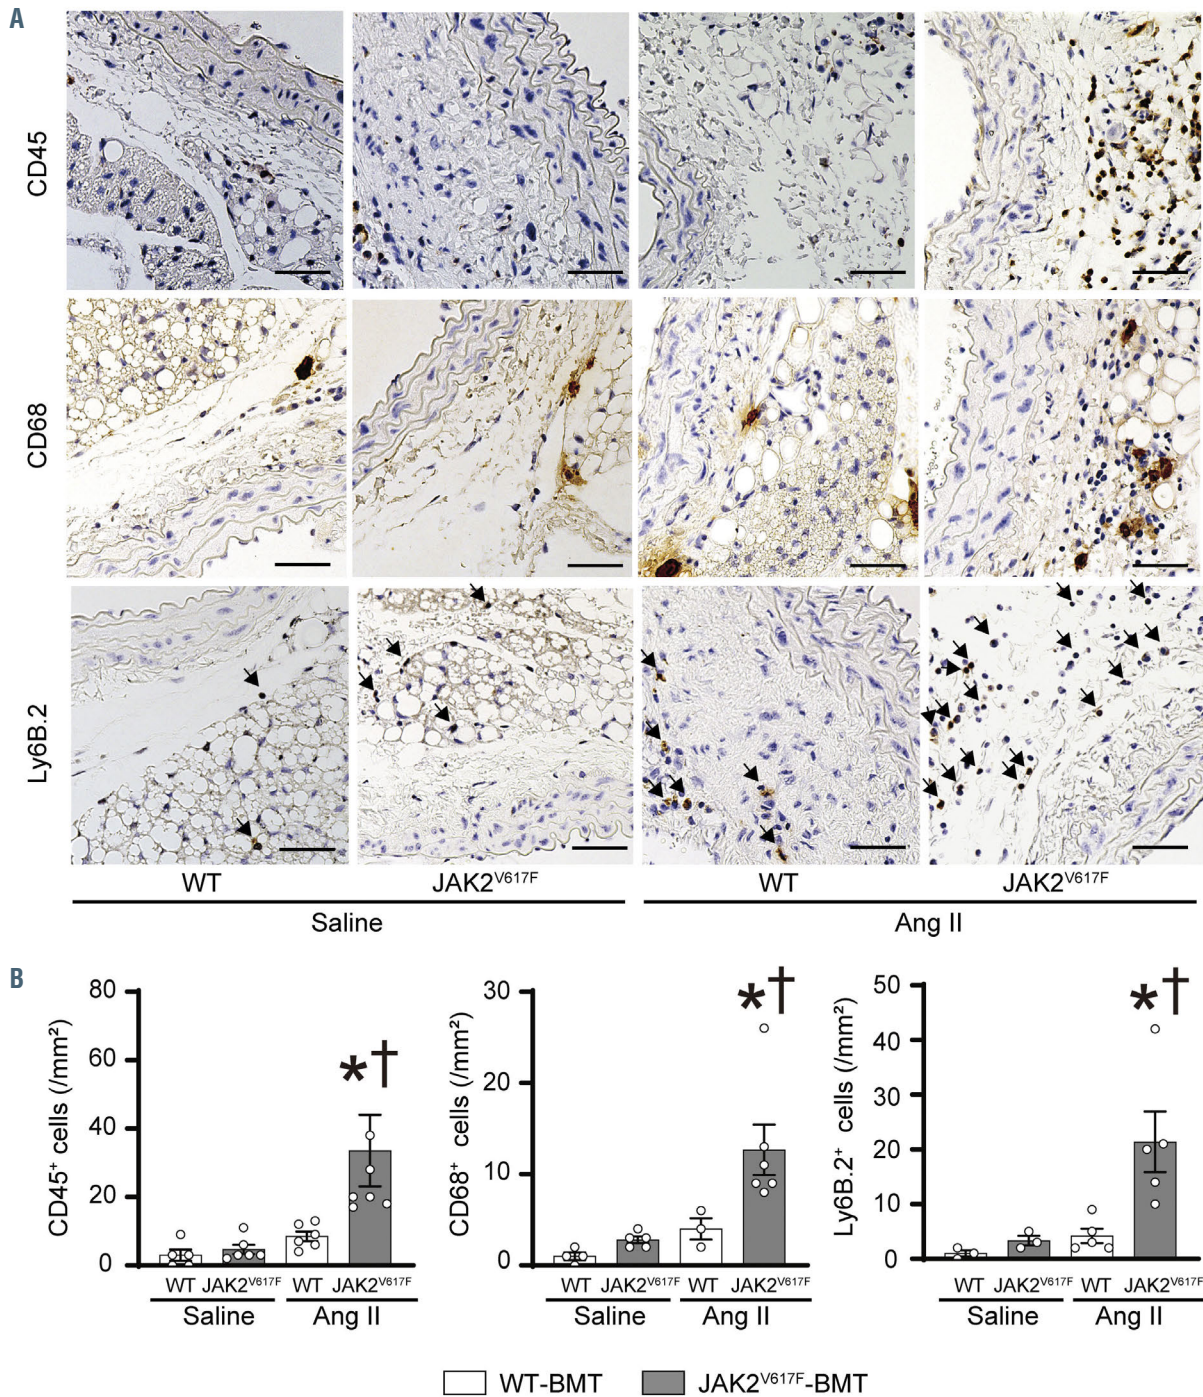 A
CD45
CD68
Ly6B.2
WT
JAK2V617F
WT
JAK2V617F
Saline
Ang II
B
CD45+ cells (/mm²)
80
60
40
20
0
*†
WT
JAK2V617F
WT
JAK2V617F
Saline
Ang II
CD68+ cells (/mm²)
30
20
10
0
*†
WT
JAK2V617F
WT
JAK2V617F
Saline
Ang II
Ly6B.2+ cells (/mm²)
50
40
30
20
10
0
*†
WT
JAK2V617F
WT
JAK2V617F
Saline
Ang II
WT-BMT
JAK2V617F-BMT